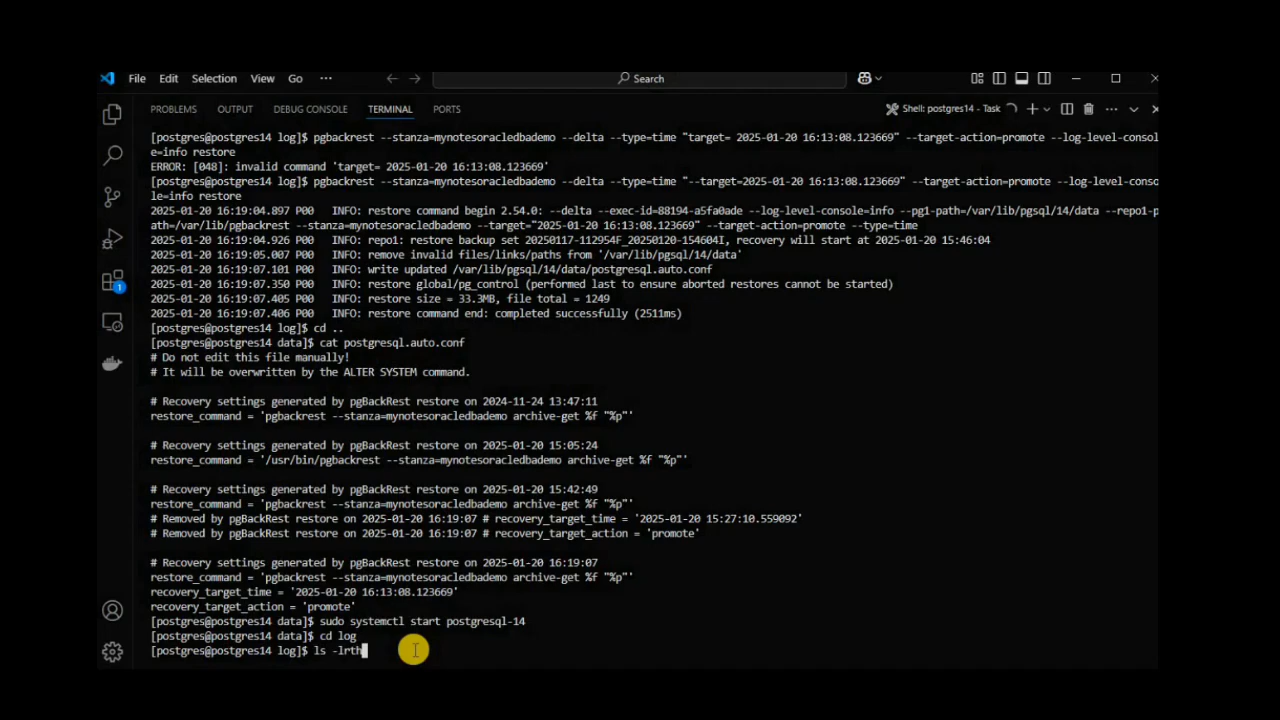 File Edit Selection View Go ··· Search
PROBLEMS OUTPUT DEBUG CONSOLE TERMINAL PORTS Shell: postgres14 - Task
[postgres@postgres14 log]$ pgbackrest --stanza=mynotesoracledbademo --delta --type=time "target= 2025-01-20 16:13:08.123669" --target-action=promote --log-level-consol
e=info restore
ERROR: [048]: invalid command 'target= 2025-01-20 16:13:08.123669'
[postgres@postgres14 log]$ pgbackrest --stanza=mynotesoracledbademo --delta --type=time "--target=2025-01-20 16:13:08.123669" --target-action=promote --log-level-conso
le=info restore
2025-01-20 16:19:04.897 P00   INFO: restore command begin 2.54.0: --delta --exec-id=88194-a5fa0ade --log-level-console=info --pg1-path=/var/lib/pgsql/14/data --repo1-p
ath=/var/lib/pgbackrest --stanza=mynotesoracledbademo --target="2025-01-20 16:13:08.123669" --target-action=promote --type=time
2025-01-20 16:19:04.926 P00   INFO: repo1: restore backup set 20250117-112954F_20250120-154604I, recovery will start at 2025-01-20 15:46:04
2025-01-20 16:19:05.007 P00   INFO: remove invalid files/links/paths from '/var/lib/pgsql/14/data'
2025-01-20 16:19:07.101 P00   INFO: write updated /var/lib/pgsql/14/data/postgresql.auto.conf
2025-01-20 16:19:07.350 P00   INFO: restore global/pg_control (performed last to ensure aborted restores cannot be started)
2025-01-20 16:19:07.405 P00   INFO: restore size = 33.3MB, file total = 1249
2025-01-20 16:19:07.406 P00   INFO: restore command end: completed successfully (2511ms)
[postgres@postgres14 log]$ cd ..
[postgres@postgres14 data]$ cat postgresql.auto.conf
# Do not edit this file manually!
# It will be overwritten by the ALTER SYSTEM command.
# Recovery settings generated by pgBackRest restore on 2024-11-24 13:47:11
restore_command = 'pgbackrest --stanza=mynotesoracledbademo archive-get %f "%p"'
# Recovery settings generated by pgBackRest restore on 2025-01-20 15:05:24
restore_command = '/usr/bin/pgbackrest --stanza=mynotesoracledbademo archive-get %f "%p"'
# Recovery settings generated by pgBackRest restore on 2025-01-20 15:42:49
restore_command = 'pgbackrest --stanza=mynotesoracledbademo archive-get %f "%p"'
# Removed by pgBackRest restore on 2025-01-20 16:19:07 # recovery_target_time = '2025-01-20 15:27:10.559092'
# Removed by pgBackRest restore on 2025-01-20 16:19:07 # recovery_target_action = 'promote'
# Recovery settings generated by pgBackRest restore on 2025-01-20 16:19:07
restore_command = 'pgbackrest --stanza=mynotesoracledbademo archive-get %f "%p"'
recovery_target_time = '2025-01-20 16:13:08.123669'
recovery_target_action = 'promote'
[postgres@postgres14 data]$ sudo systemctl start postgresql-14
[postgres@postgres14 data]$ cd log
[postgres@postgres14 log]$ ls -lrth
1